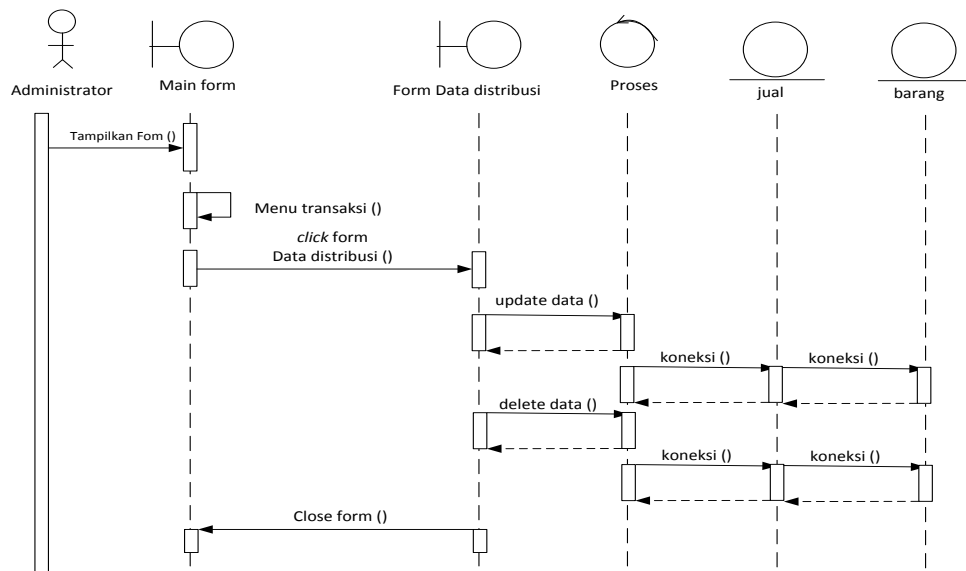 Administrator
Main form
Form Data distribusi
Proses
jual
barang
Tampilkan Fom ()
Menu transaksi ()
click form
Data distribusi ()
update data ()
koneksi ()
koneksi ()
delete data ()
koneksi ()
koneksi ()
Close form ()